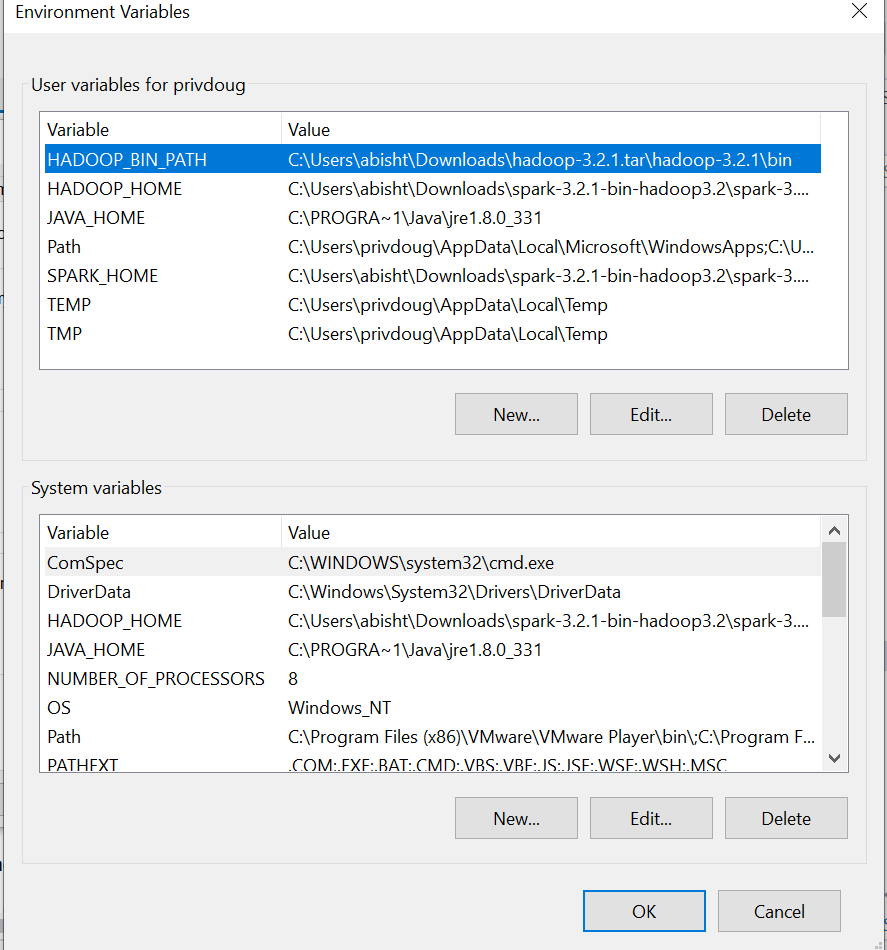 Environment Variables
User variables for privdoug
Variable Value
HADOOP_BIN_PATH C:\Users\abisht\Downloads\hadoop-3.2.1.tar\hadoop-3.2.1\bin
HADOOP_HOME C:\Users\abisht\Downloads\spark-3.2.1-bin-hadoop3.2\spark-3....
JAVA_HOME C:\PROGRA~1\Java\jre1.8.0_331
Path C:\Users\privdoug\AppData\Local\Microsoft\WindowsApps;C:\U...
SPARK_HOME C:\Users\abisht\Downloads\spark-3.2.1-bin-hadoop3.2\spark-3....
TEMP C:\Users\privdoug\AppData\Local\Temp
TMP C:\Users\privdoug\AppData\Local\Temp
New... Edit... Delete
System variables
Variable Value
ComSpec C:\WINDOWS\system32\cmd.exe
DriverData C:\Windows\System32\Drivers\DriverData
HADOOP_HOME C:\Users\abisht\Downloads\spark-3.2.1-bin-hadoop3.2\spark-3....
JAVA_HOME C:\PROGRA~1\Java\jre1.8.0_331
NUMBER_OF_PROCESSORS 8
OS Windows_NT
Path C:\Program Files (x86)\VMware\VMware Player\bin\;C:\Program F...
PATHEXT .COM;.EXE;.BAT;.CMD;.VBS;.VBE;.JS;.JSE;.WSF;.WSH;.MSC
New... Edit... Delete
OK Cancel